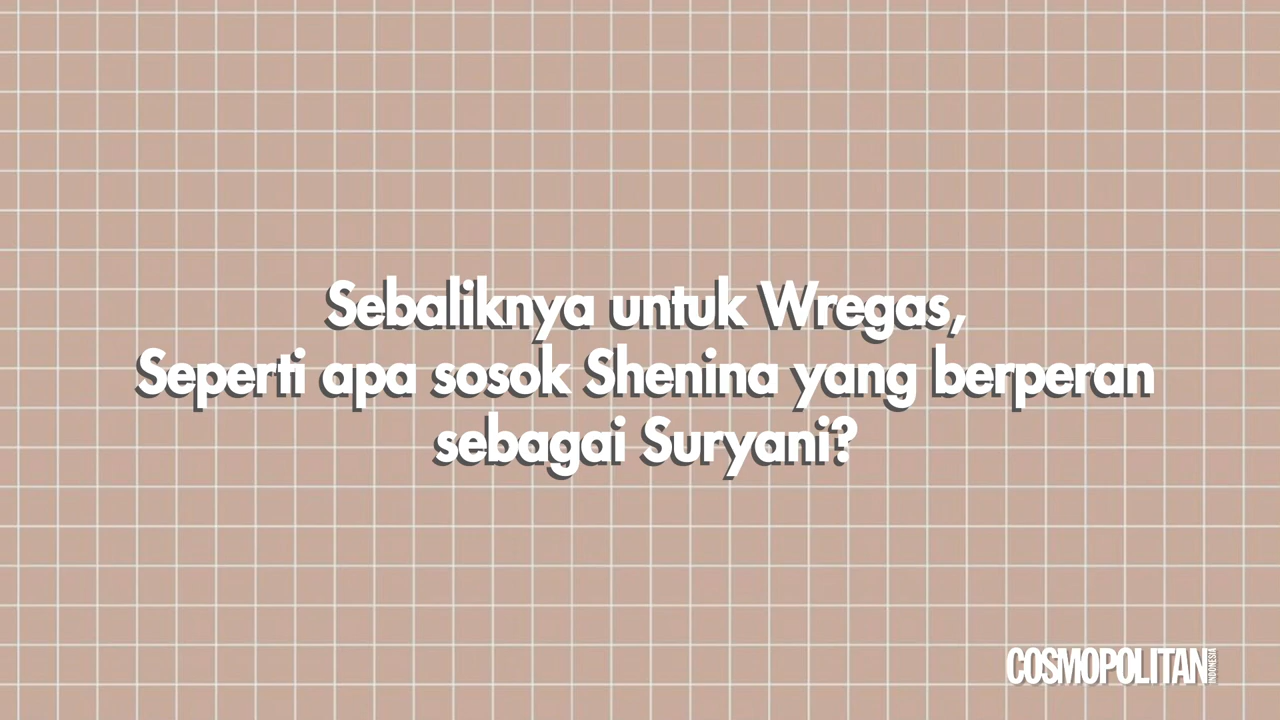 Sebaliknya untuk Wregas,
Seperti apa sosok Shenina yang berperan
sebagai Suryani?
COSMOPOLITAN INDONESIA